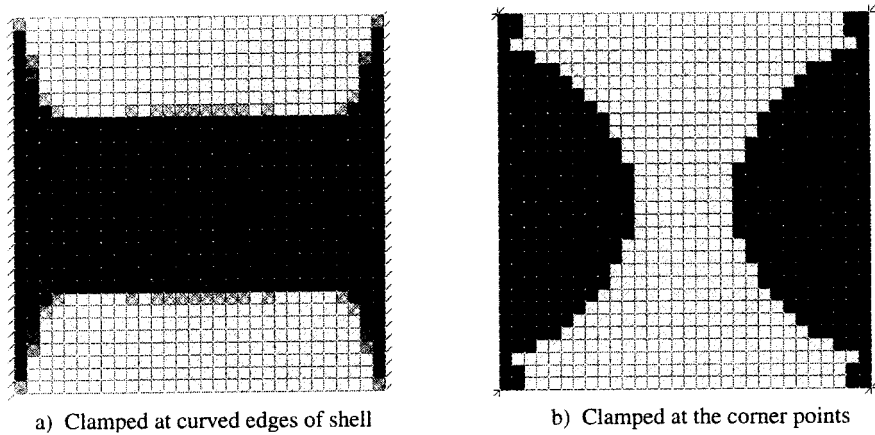 a) Clamped at curved edges of shell
b) Clamped at the corner points